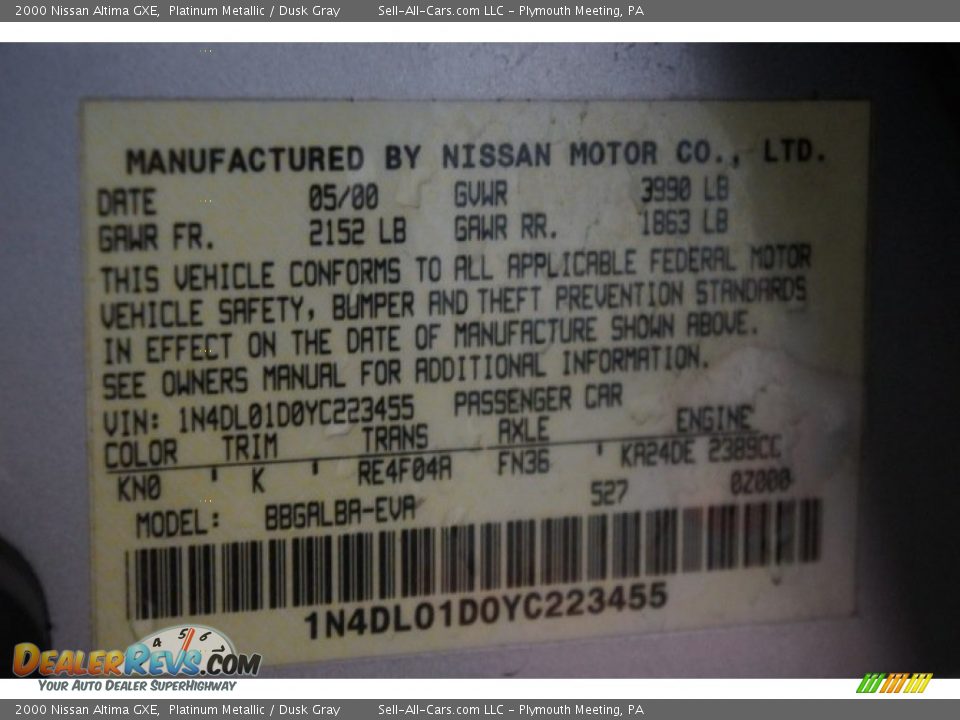 2000 Nissan Altima GXE, Platinum Metallic / Dusk Gray Sell-All-Cars.com LLC - Plymouth Meeting, PA
MANUFACTURED BY NISSAN MOTOR CO., LTD.
DATE 05/00 GVWR 3990 LB
GAWR FR. 2152 LB GAWR RR. 1863 LB
THIS VEHICLE CONFORMS TO ALL APPLICABLE FEDERAL MOTOR
VEHICLE SAFETY, BUMPER AND THEFT PREVENTION STANDARDS
IN EFFECT ON THE DATE OF MANUFACTURE SHOWN ABOVE.
SEE OWNERS MANUAL FOR ADDITIONAL INFORMATION.
VIN: 1N4DL01D0YC223455 PASSENGER CAR
COLOR TRIM TRANS AXLE ENGINE
KN0 ' K ' RE4F04A FN36 ' KA24DE 2389CC
MODEL: BBGALBA-EVA 527 0Z000
1N4DL01D0YC223455
4 5 6
DEALERREVS.COM
YOUR AUTO DEALER SUPERHIGHWAY
2000 Nissan Altima GXE, Platinum Metallic / Dusk Gray Sell-All-Cars.com LLC - Plymouth Meeting, PA